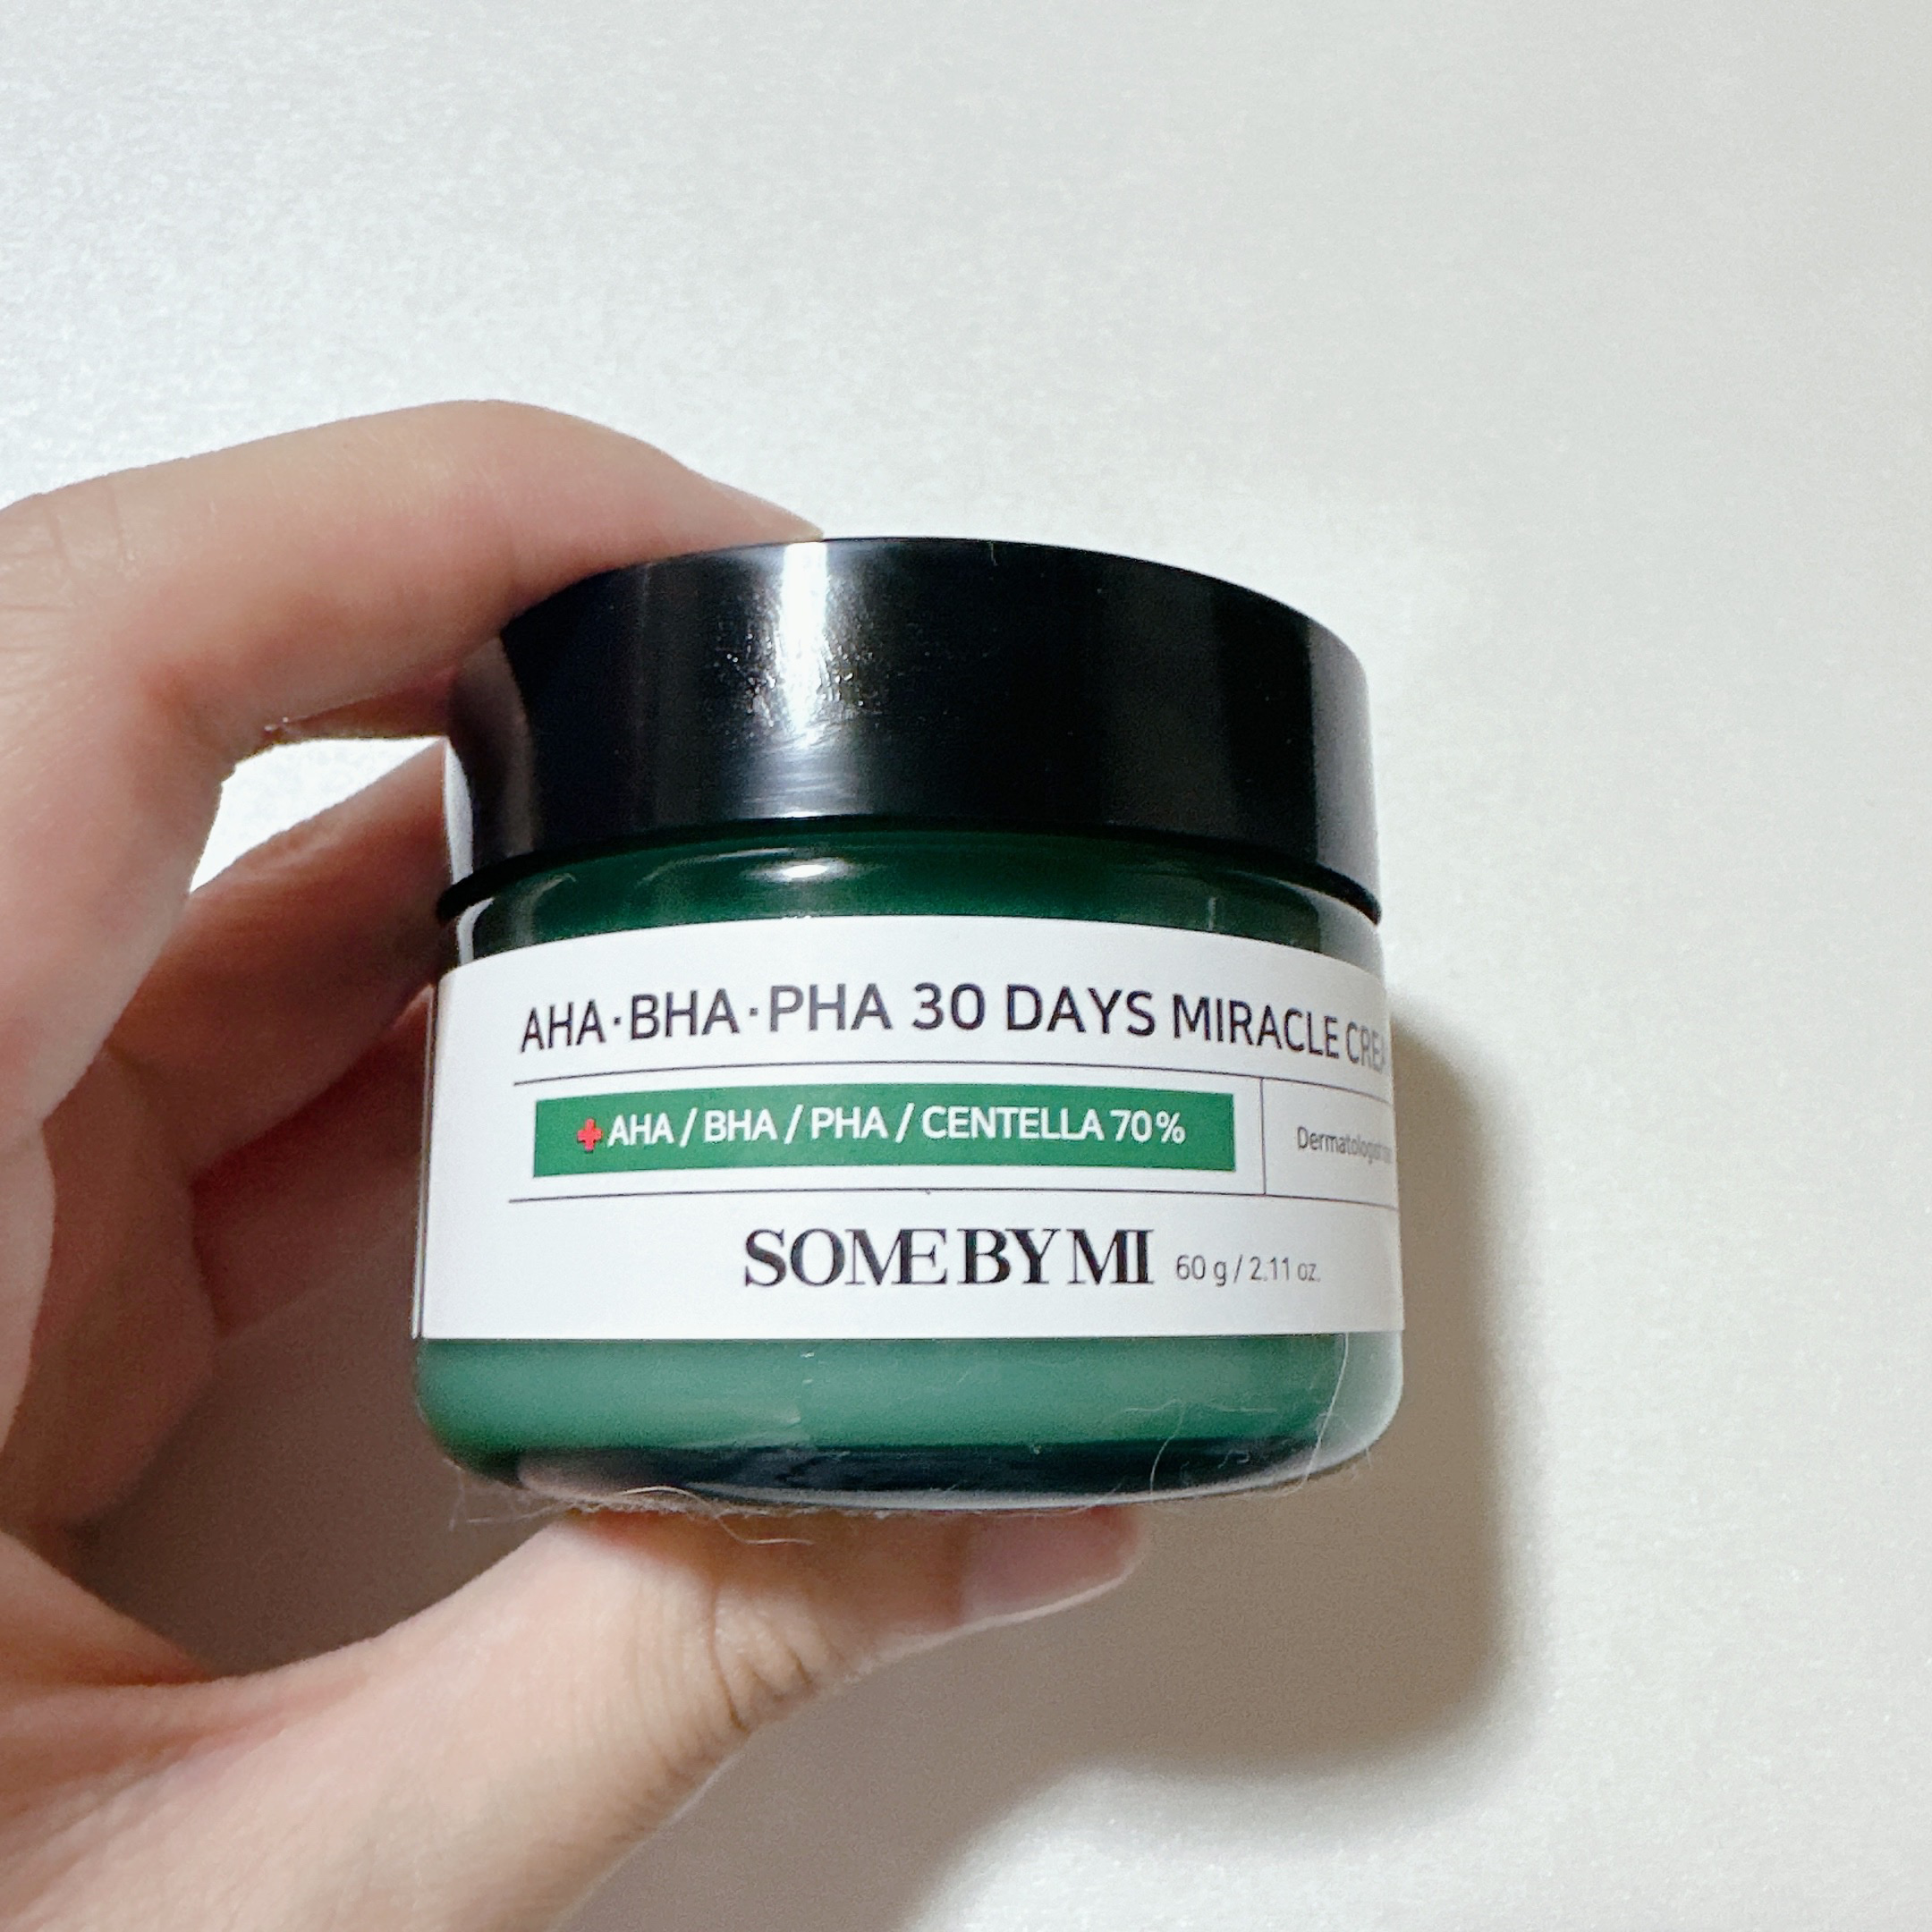 AHA·BHA·PHA 30 DAYS MIRACLE
AHA / BHA / PHA / CENTELLA 70%
SOME BY MI 60 g / 2.11 oz.